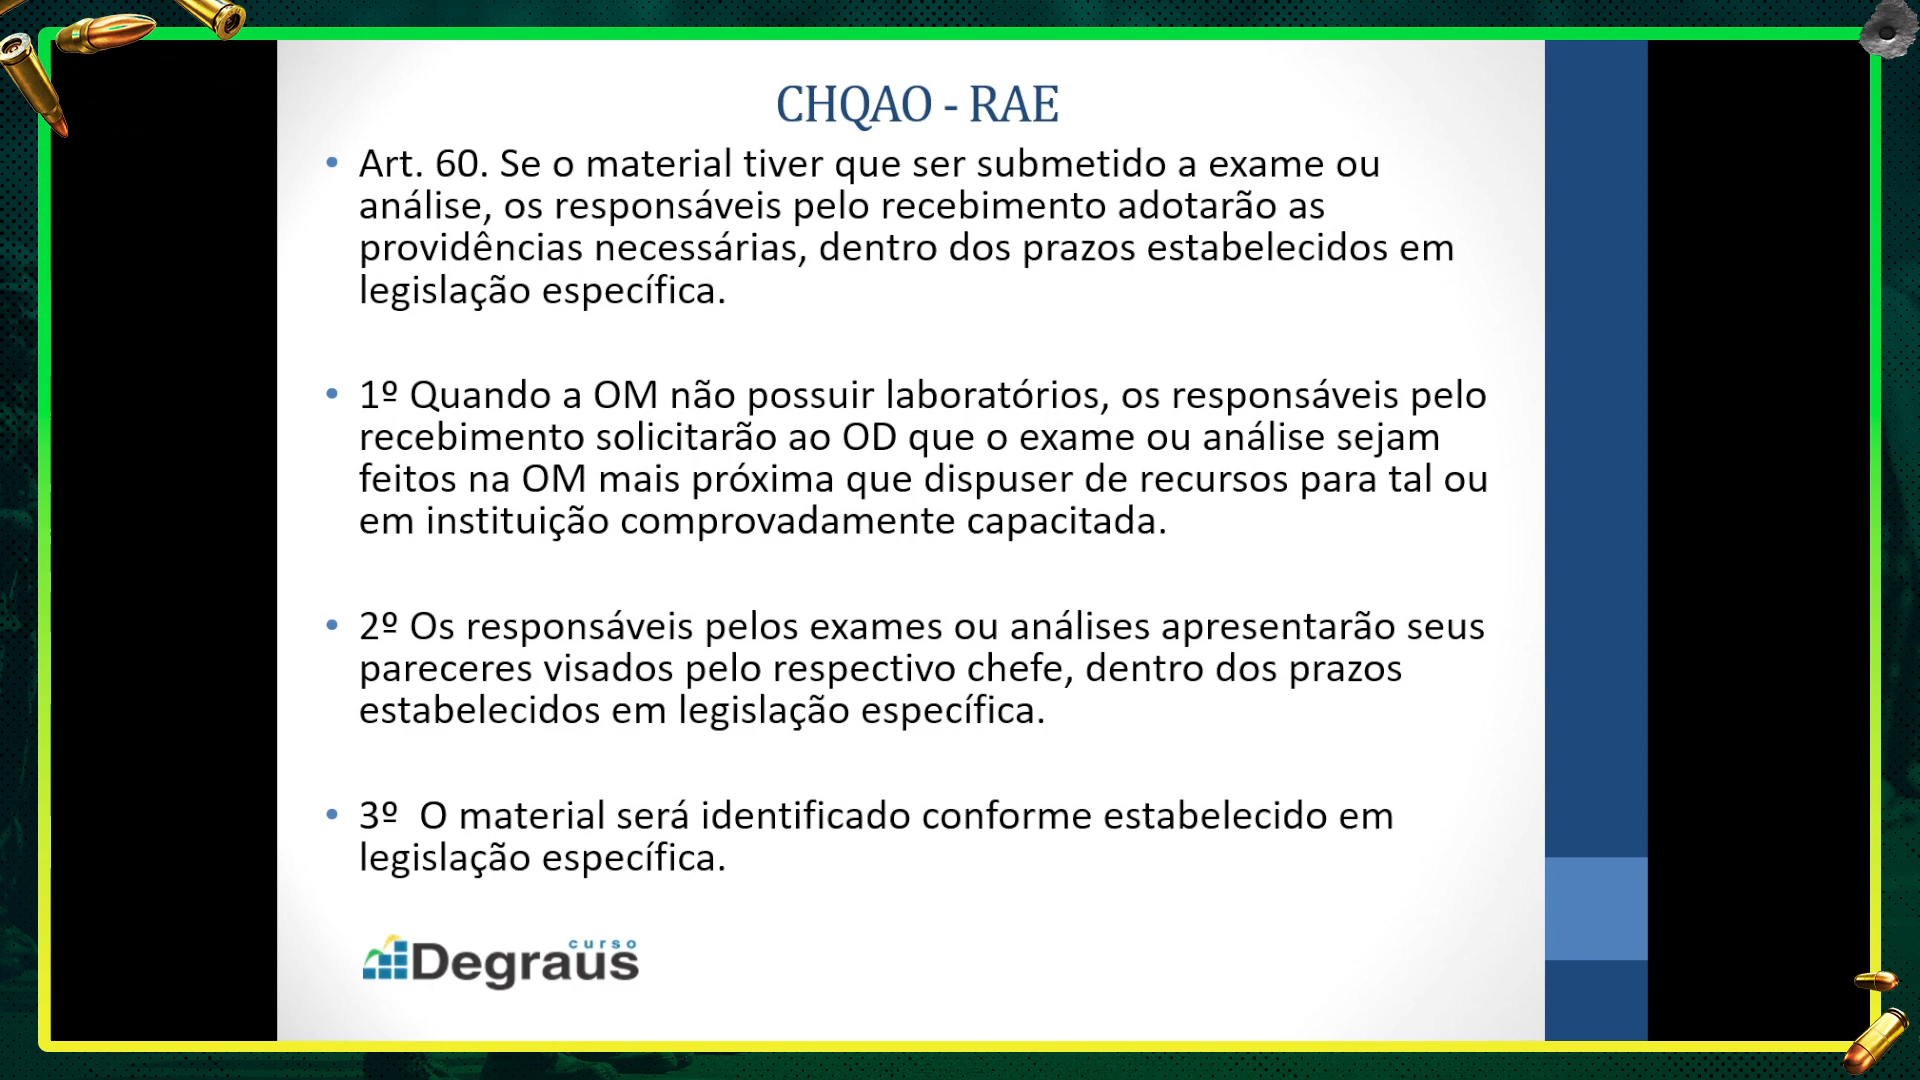 CHQAO - RAE
• Art. 60. Se o material tiver que ser submetido a exame ou
análise, os responsáveis pelo recebimento adotarão as
providências necessárias, dentro dos prazos estabelecidos em
legislação específica.
• 1º Quando a OM não possuir laboratórios, os responsáveis pelo
recebimento solicitarão ao OD que o exame ou análise sejam
feitos na OM mais próxima que dispuser de recursos para tal ou
em instituição comprovadamente capacitada.
• 2º Os responsáveis pelos exames ou análises apresentarão seus
pareceres visados pelo respectivo chefe, dentro dos prazos
estabelecidos em legislação específica.
• 3º  O material será identificado conforme estabelecido em
legislação específica.
curso
Degraus